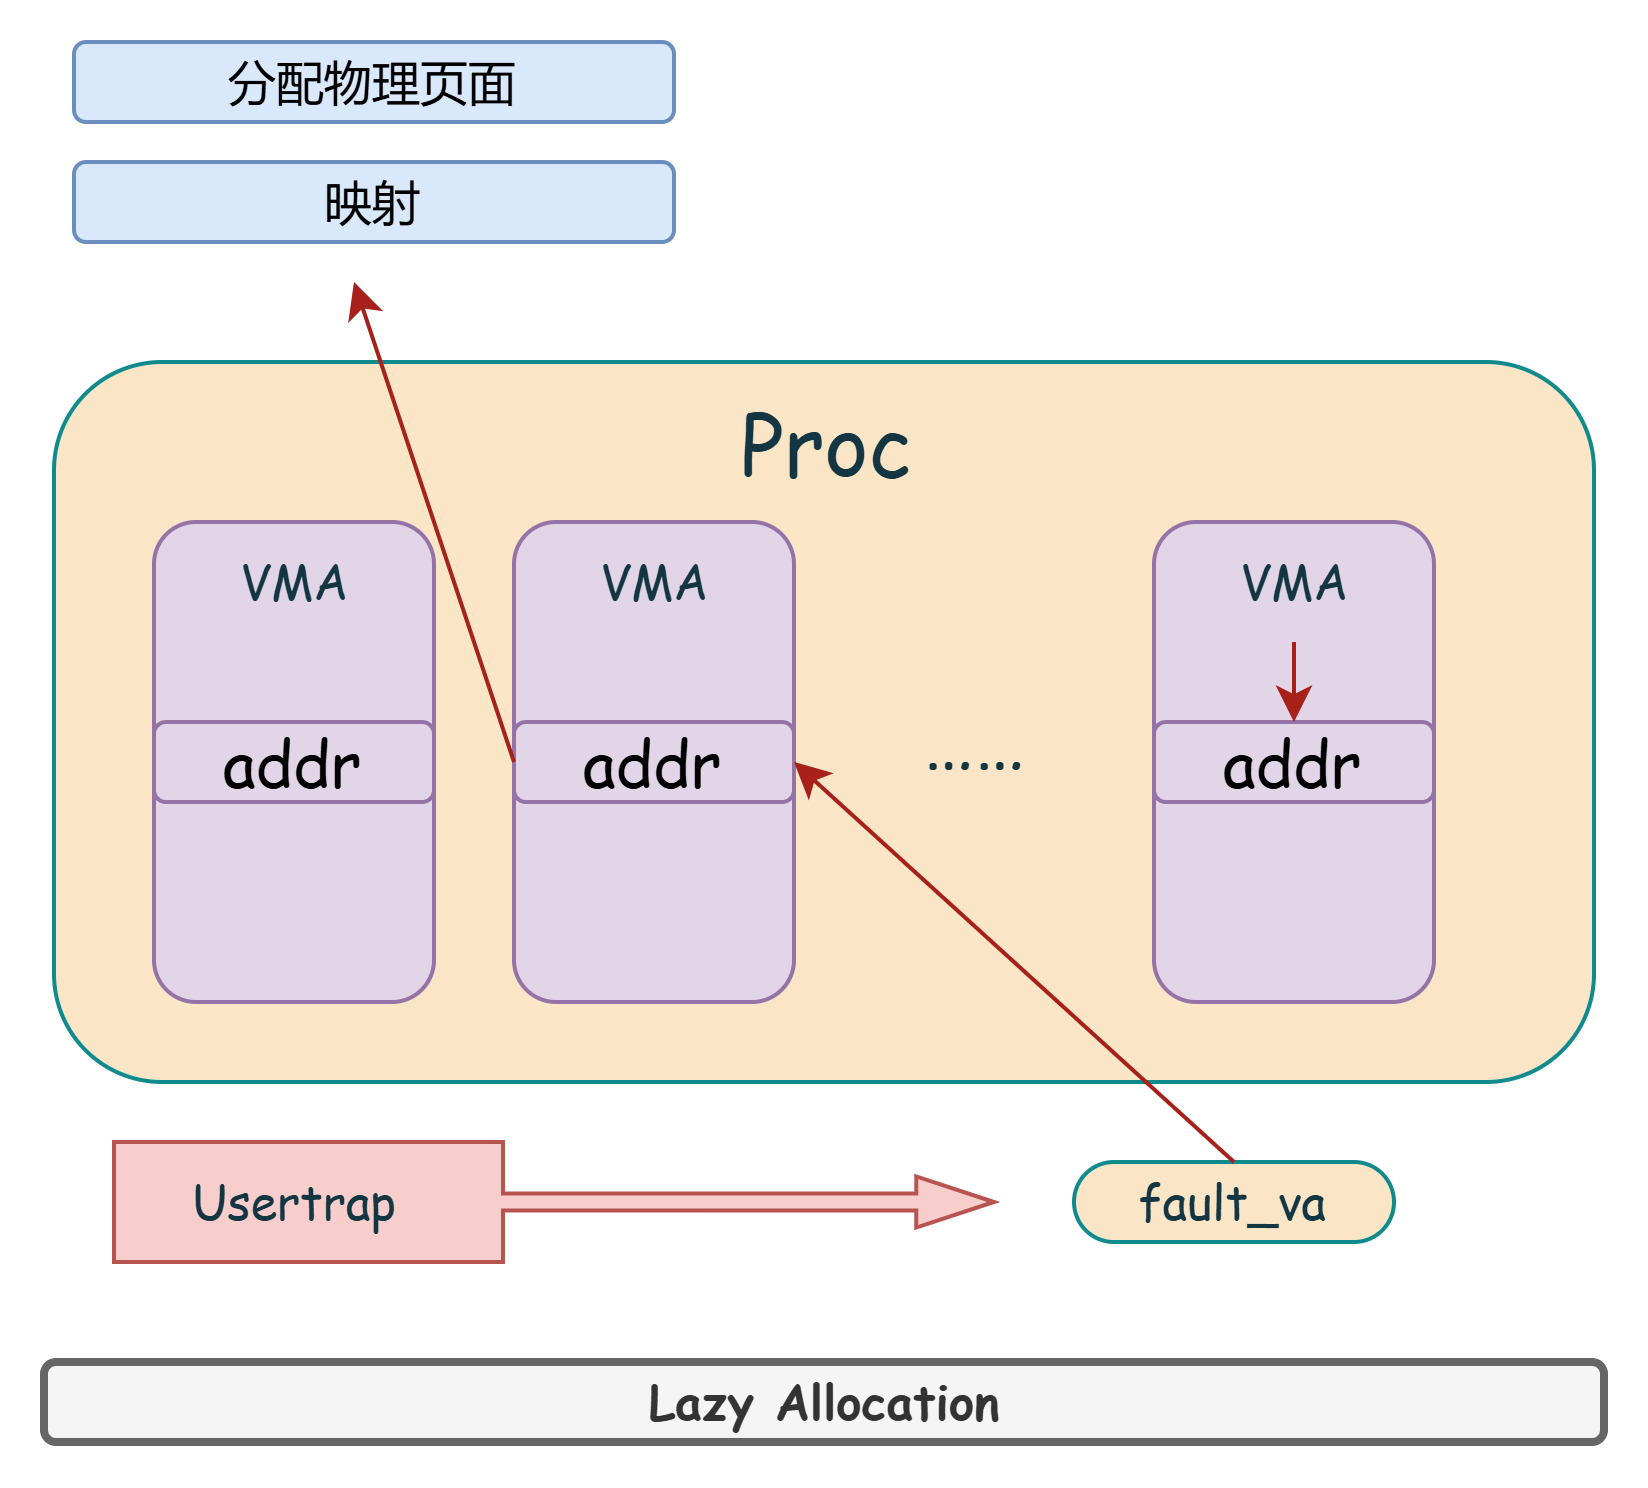 分配物理页面
映射
Proc
VMA
VMA
VMA
addr
addr
……
addr
Usertrap
fault_va
Lazy Allocation